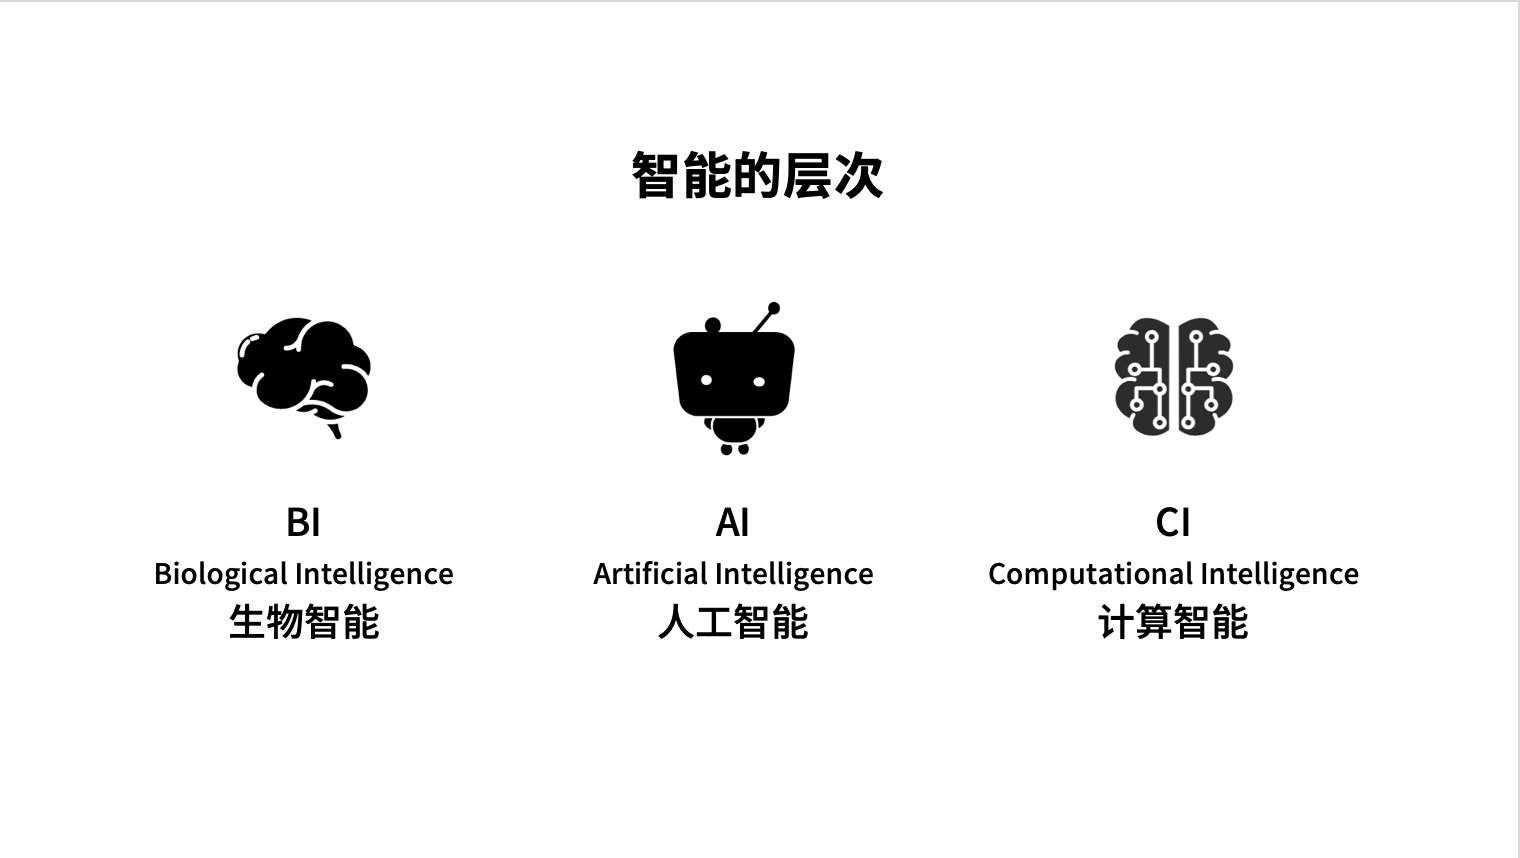 智能的层次
BI
Biological Intelligence
生物智能
AI
Artificial Intelligence
人工智能
CI
Computational Intelligence
计算智能